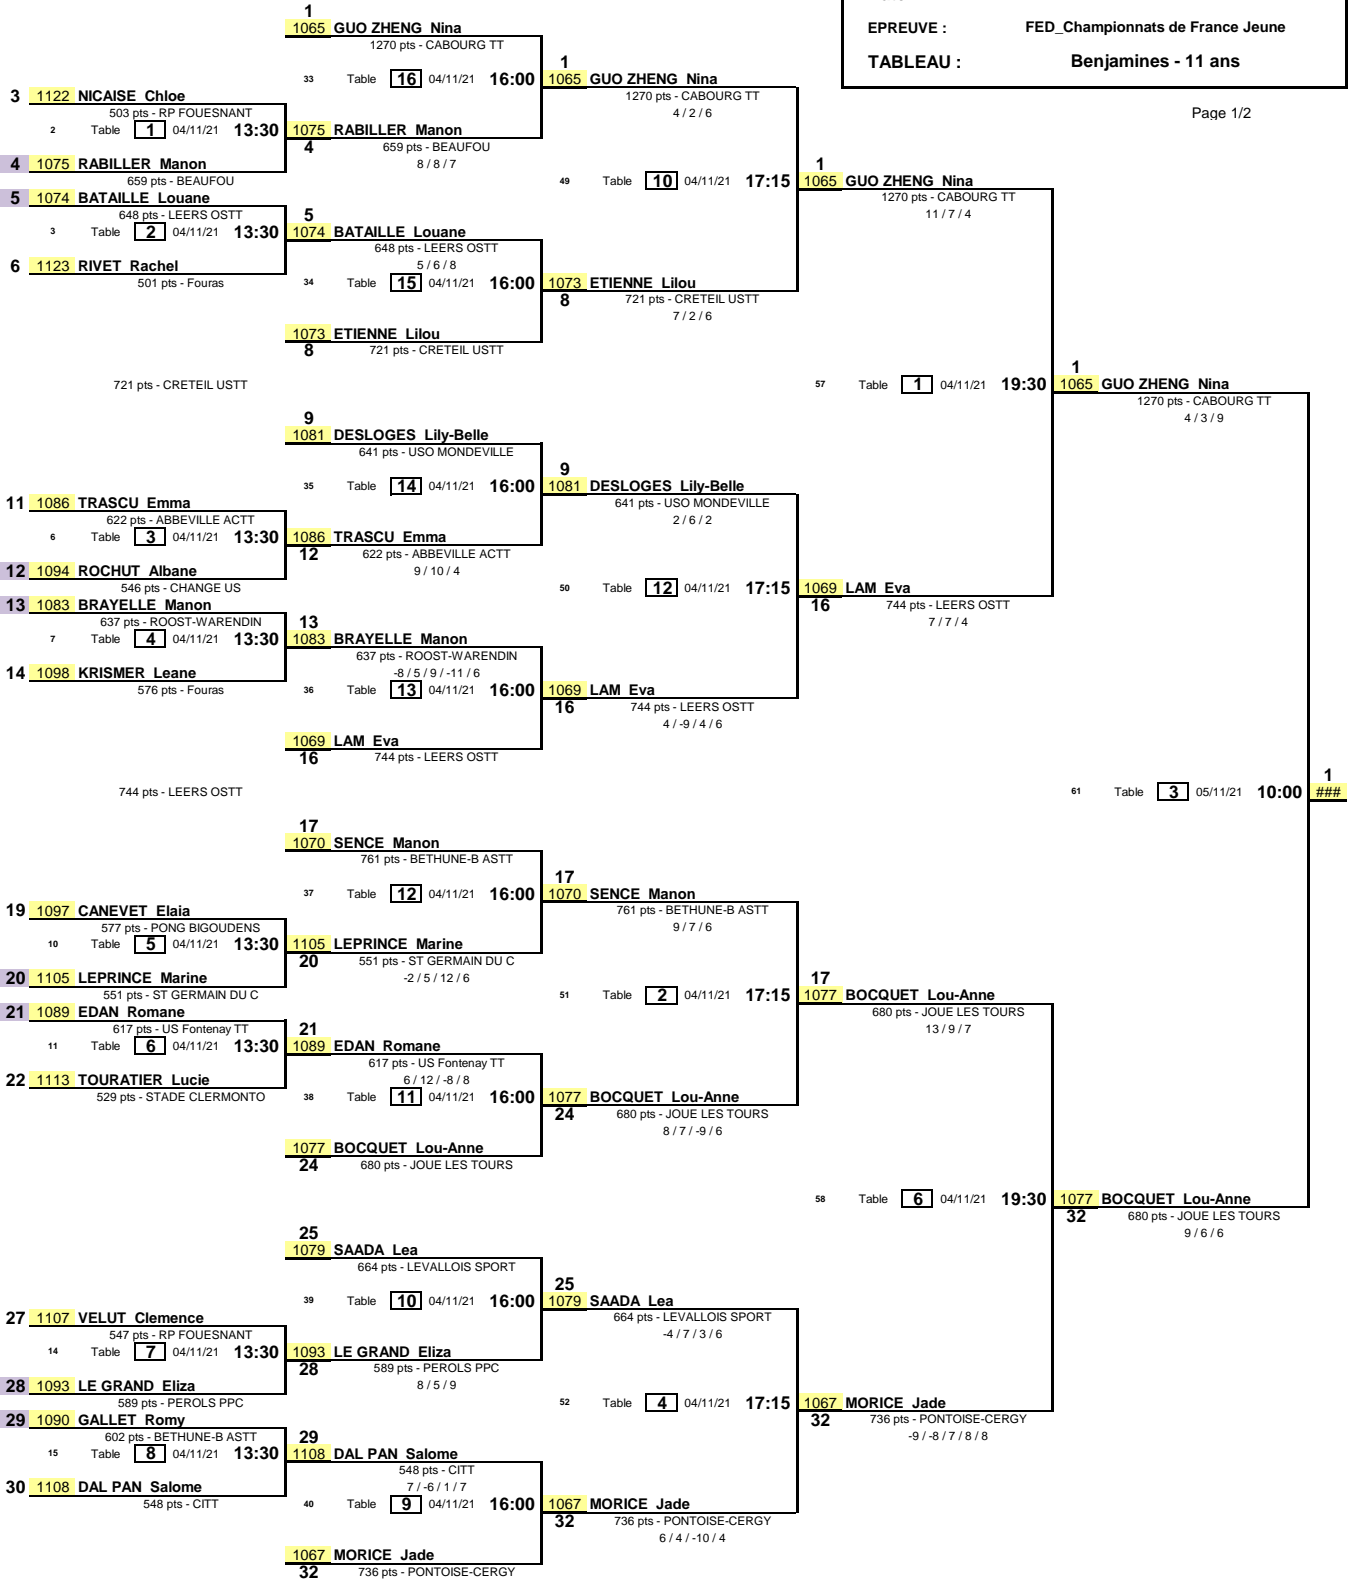 1
1065 GUO ZHENG Nina
1270 pts - CABOURG TT
EPREUVE : FED_Championnats de France Jeune
TABLEAU : Benjamines - 11 ans
Page 1/2
33 Table 16 04/11/21 16:00
1
1065 GUO ZHENG Nina
1270 pts - CABOURG TT
4 / 2 / 6
3 1122 NICAISE Chloe
503 pts - RP FOUESNANT
2 Table 1 04/11/21 13:30
1075 RABILLER Manon
4 659 pts - BEAUFOU
8 / 8 / 7
4 1075 RABILLER Manon
659 pts - BEAUFOU
49 Table 10 04/11/21 17:15
1
1065 GUO ZHENG Nina
1270 pts - CABOURG TT
11 / 7 / 4
5 1074 BATAILLE Louane
648 pts - LEERS OSTT
3 Table 2 04/11/21 13:30
5
1074 BATAILLE Louane
648 pts - LEERS OSTT
5 / 6 / 8
6 1123 RIVET Rachel
501 pts - Fouras
34 Table 15 04/11/21 16:00
1073 ETIENNE Lilou
8 721 pts - CRETEIL USTT
7 / 2 / 6
1073 ETIENNE Lilou
8 721 pts - CRETEIL USTT
721 pts - CRETEIL USTT
57 Table 1 04/11/21 19:30
1
1065 GUO ZHENG Nina
1270 pts - CABOURG TT
4 / 3 / 9
9
1081 DESLOGES Lily-Belle
641 pts - USO MONDEVILLE
35 Table 14 04/11/21 16:00
9
1081 DESLOGES Lily-Belle
641 pts - USO MONDEVILLE
2 / 6 / 2
11 1086 TRASCU Emma
622 pts - ABBEVILLE ACTT
6 Table 3 04/11/21 13:30
1086 TRASCU Emma
12 622 pts - ABBEVILLE ACTT
9 / 10 / 4
12 1094 ROCHUT Albane
546 pts - CHANGE US
50 Table 12 04/11/21 17:15
1069 LAM Eva
16 744 pts - LEERS OSTT
7 / 7 / 4
13 1083 BRAYELLE Manon
637 pts - ROOST-WARENDIN
7 Table 4 04/11/21 13:30
13
1083 BRAYELLE Manon
637 pts - ROOST-WARENDIN
-8 / 5 / 9 / -11 / 6
14 1098 KRISMER Leane
576 pts - Fouras
36 Table 13 04/11/21 16:00
1069 LAM Eva
16 744 pts - LEERS OSTT
4 / -9 / 4 / 6
1069 LAM Eva
16 744 pts - LEERS OSTT
744 pts - LEERS OSTT
61 Table 3 05/11/21 10:00
1
###
17
1070 SENCE Manon
761 pts - BETHUNE-B ASTT
37 Table 12 04/11/21 16:00
17
1070 SENCE Manon
761 pts - BETHUNE-B ASTT
9 / 7 / 6
19 1097 CANEVET Elaia
577 pts - PONG BIGOUDENS
10 Table 5 04/11/21 13:30
1105 LEPRINCE Marine
20 551 pts - ST GERMAIN DU C
-2 / 5 / 12 / 6
20 1105 LEPRINCE Marine
551 pts - ST GERMAIN DU C
51 Table 2 04/11/21 17:15
17
1077 BOCQUET Lou-Anne
680 pts - JOUE LES TOURS
13 / 9 / 7
21 1089 EDAN Romane
617 pts - US Fontenay TT
11 Table 6 04/11/21 13:30
21
1089 EDAN Romane
617 pts - US Fontenay TT
6 / 12 / -8 / 8
22 1113 TOURATIER Lucie
529 pts - STADE CLERMONTO
38 Table 11 04/11/21 16:00
1077 BOCQUET Lou-Anne
24 680 pts - JOUE LES TOURS
8 / 7 / -9 / 6
1077 BOCQUET Lou-Anne
24 680 pts - JOUE LES TOURS
58 Table 6 04/11/21 19:30
1077 BOCQUET Lou-Anne
32 680 pts - JOUE LES TOURS
9 / 6 / 6
25
1079 SAADA Lea
664 pts - LEVALLOIS SPORT
39 Table 10 04/11/21 16:00
25
1079 SAADA Lea
664 pts - LEVALLOIS SPORT
-4 / 7 / 3 / 6
27 1107 VELUT Clemence
547 pts - RP FOUESNANT
14 Table 7 04/11/21 13:30
1093 LE GRAND Eliza
28 589 pts - PEROLS PPC
8 / 5 / 9
28 1093 LE GRAND Eliza
589 pts - PEROLS PPC
52 Table 4 04/11/21 17:15
1067 MORICE Jade
32 736 pts - PONTOISE-CERGY
-9 / -8 / 7 / 8 / 8
29 1090 GALLET Romy
602 pts - BETHUNE-B ASTT
15 Table 8 04/11/21 13:30
29
1108 DAL PAN Salome
548 pts - CITT
7 / -6 / 1 / 7
30 1108 DAL PAN Salome
548 pts - CITT
40 Table 9 04/11/21 16:00
1067 MORICE Jade
32 736 pts - PONTOISE-CERGY
6 / 4 / -10 / 4
1067 MORICE Jade
32 736 pts - PONTOISE-CERGY